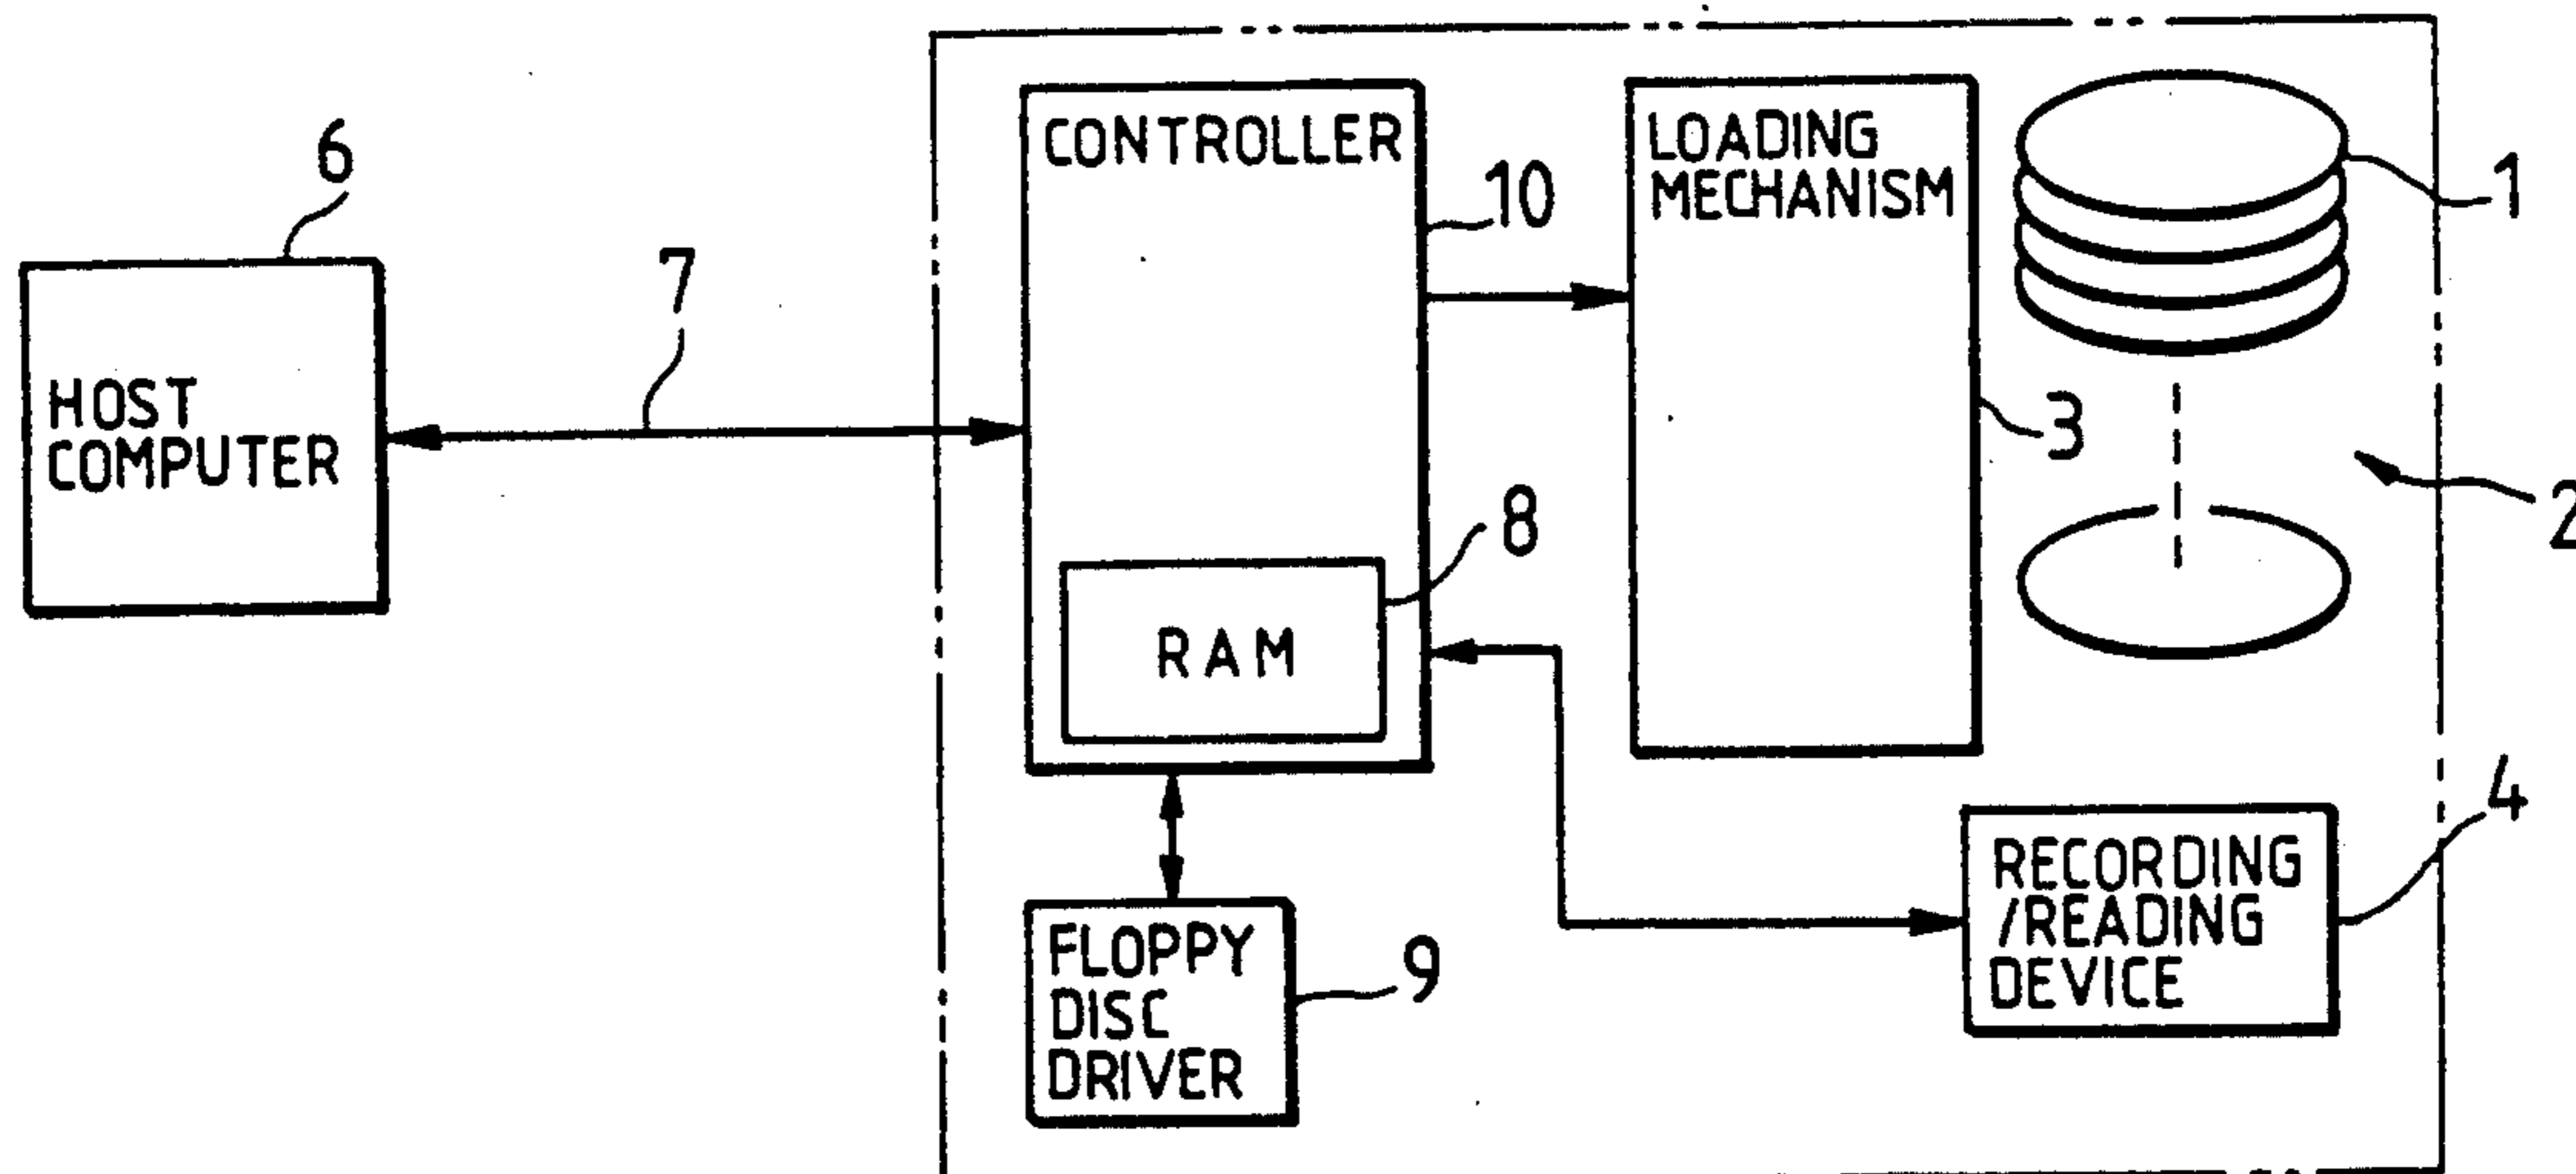 6
HOST
COMPUTER
7
CONTROLLER
10
RAM
8
LOADING
MECHANISM
3
1
2
FLOPPY
DISC
DRIVER
9
RECORDING
/READING
DEVICE
4